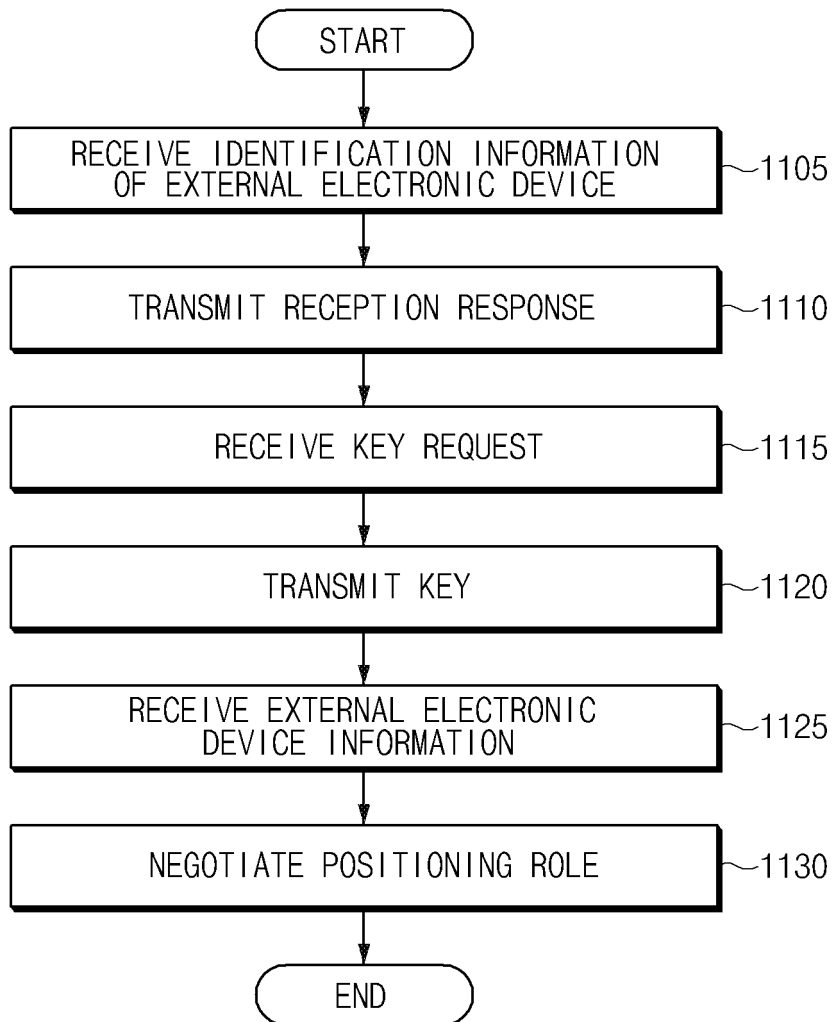 START
RECEIVE IDENTIFICATION INFORMATION
OF EXTERNAL ELECTRONIC DEVICE
1105
TRANSMIT RECEPTION RESPONSE
1110
RECEIVE KEY REQUEST
1115
TRANSMIT KEY
1120
RECEIVE EXTERNAL ELECTRONIC
DEVICE INFORMATION
1125
NEGOTIATE POSITIONING ROLE
1130
END